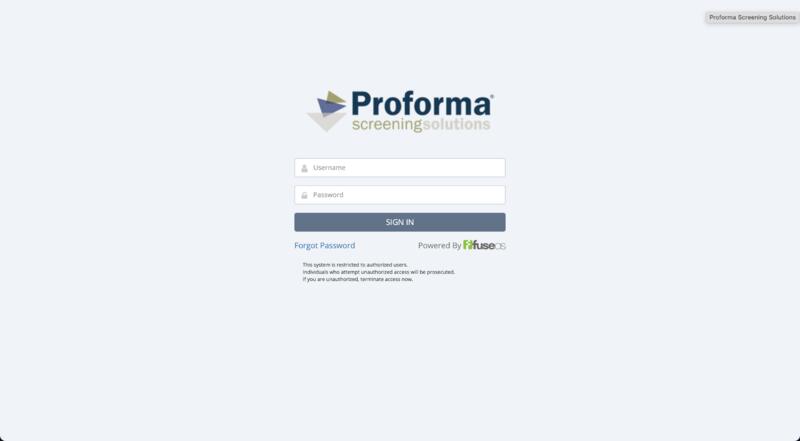 Proforma Screening Solutions
Proforma®
screeningsolutions
Username
Password
SIGN IN
Forgot Password
Powered By fuseOS
This system is restricted to authorized users.
Individuals who attempt unauthorized access will be prosecuted.
If you are unauthorized, terminate access now.